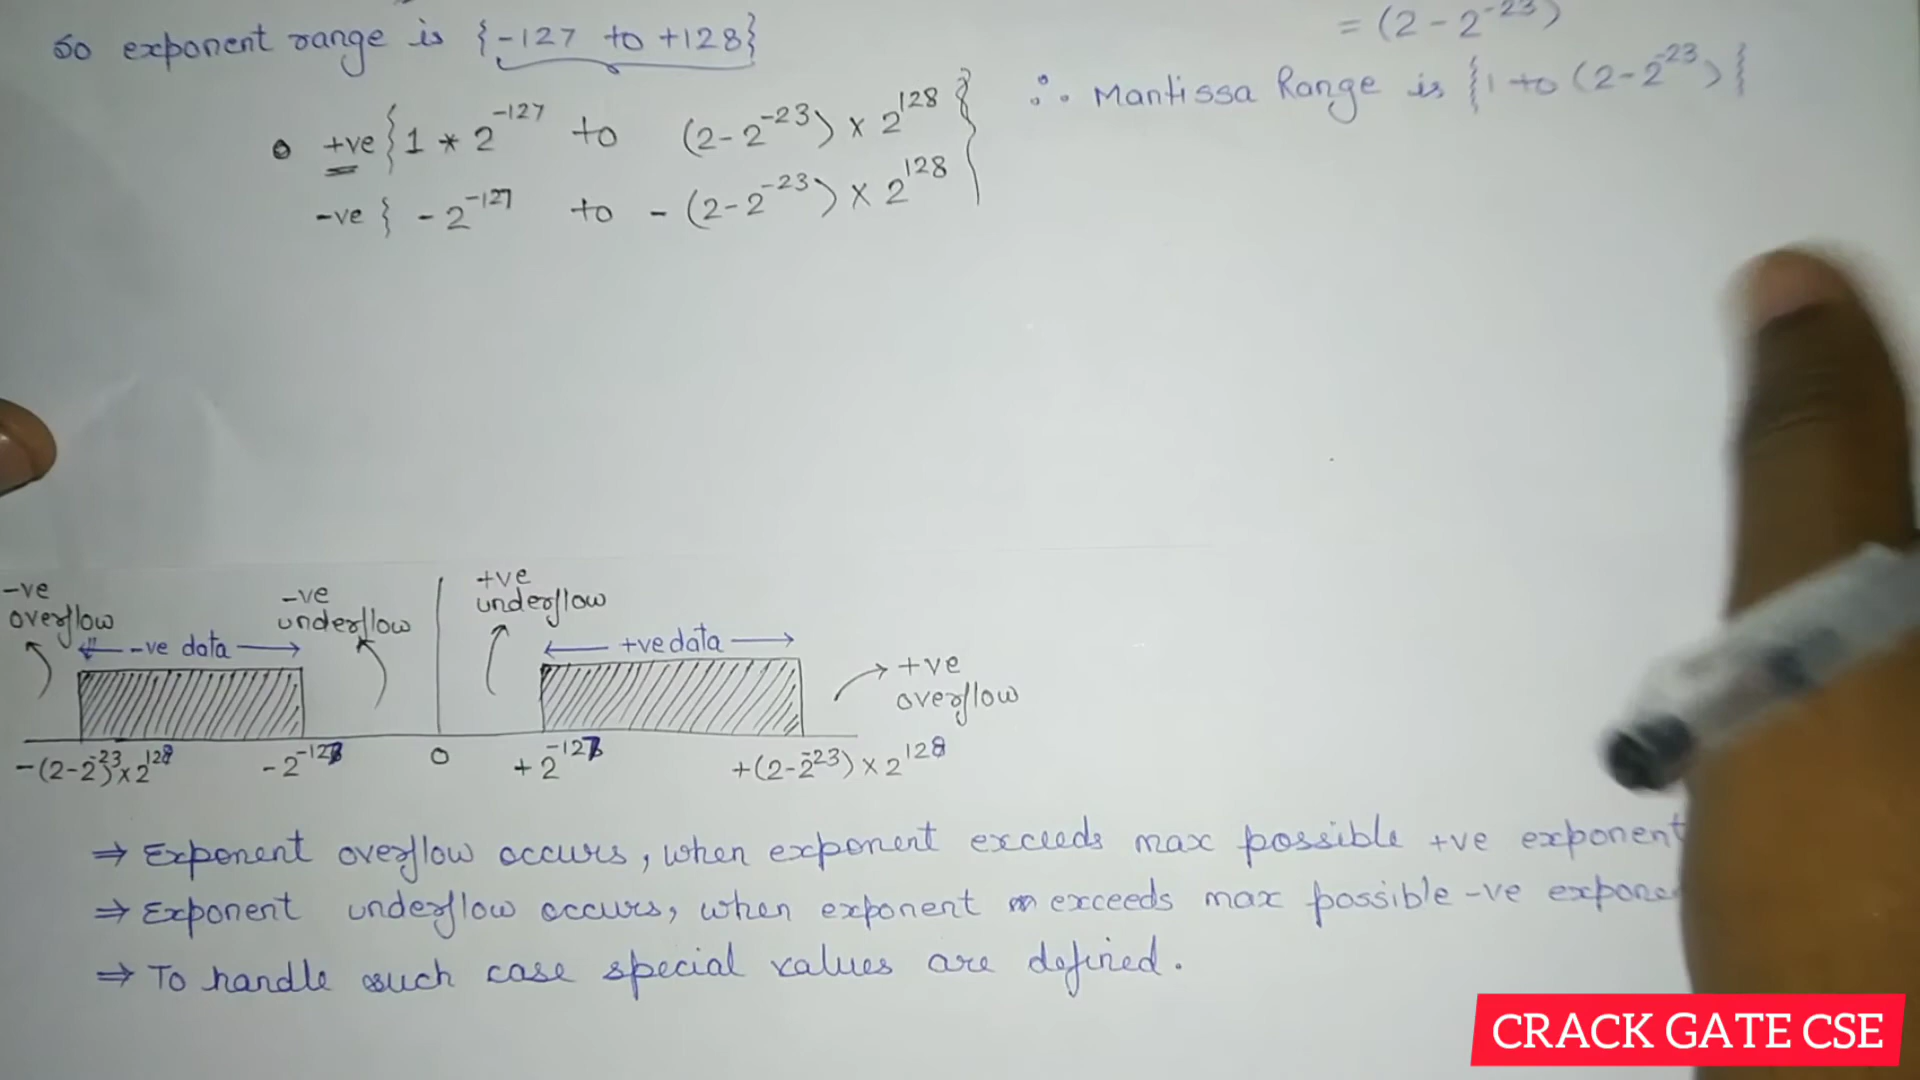 So exponent range is {-127 to +128}
= (2 - 2^-23)
∴ Mantissa Range is {1 to (2-2^-23)}
+ve {1 * 2^-127 to (2-2^-23) × 2^128}
-ve { -2^-127 to -(2-2^-23) × 2^128
-ve overflow
-ve underflow
+ve underflow
-ve data
+ve data
+ve overflow
-(2-2^-23)×2^128
-2^-127
0
+2^-127
+(2-2^-23)×2^128
⇒ Exponent overflow occurs, when exponent exceeds max possible +ve exponent
⇒ Exponent underflow occurs, when exponent exceeds max possible -ve expone
⇒ To handle such case special values are defined.
CRACK GATE CSE